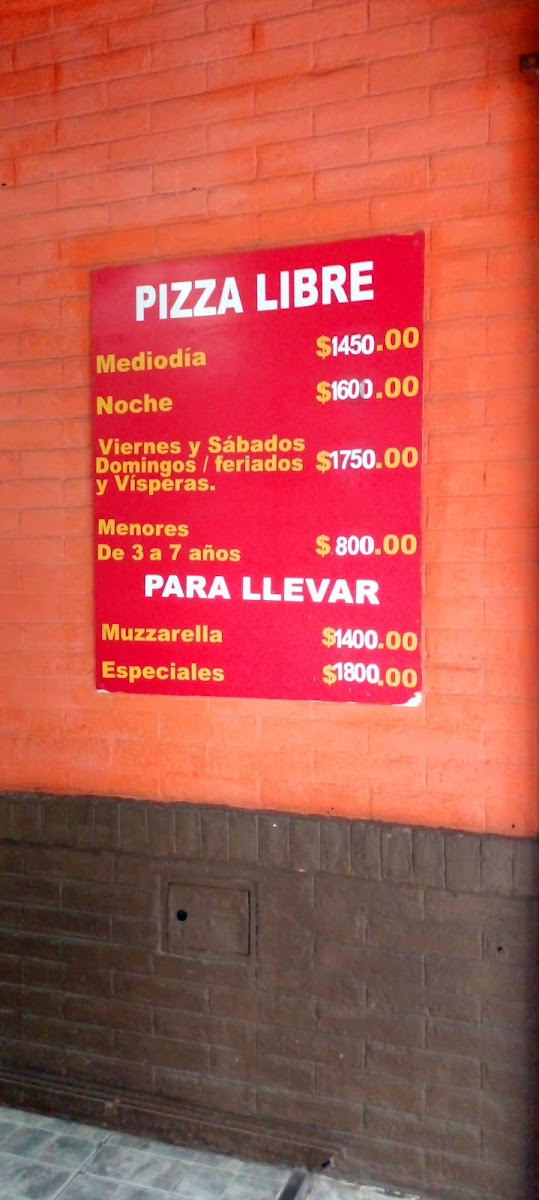 PIZZA LIBRE
Mediodía $1450.00
Noche $1600.00
Viernes y Sábados
Domingos / feriados $1750.00
y Vísperas.
Menores
De 3 a 7 años $800.00
PARA LLEVAR
Muzzarella $1400.00
Especiales $1800.00